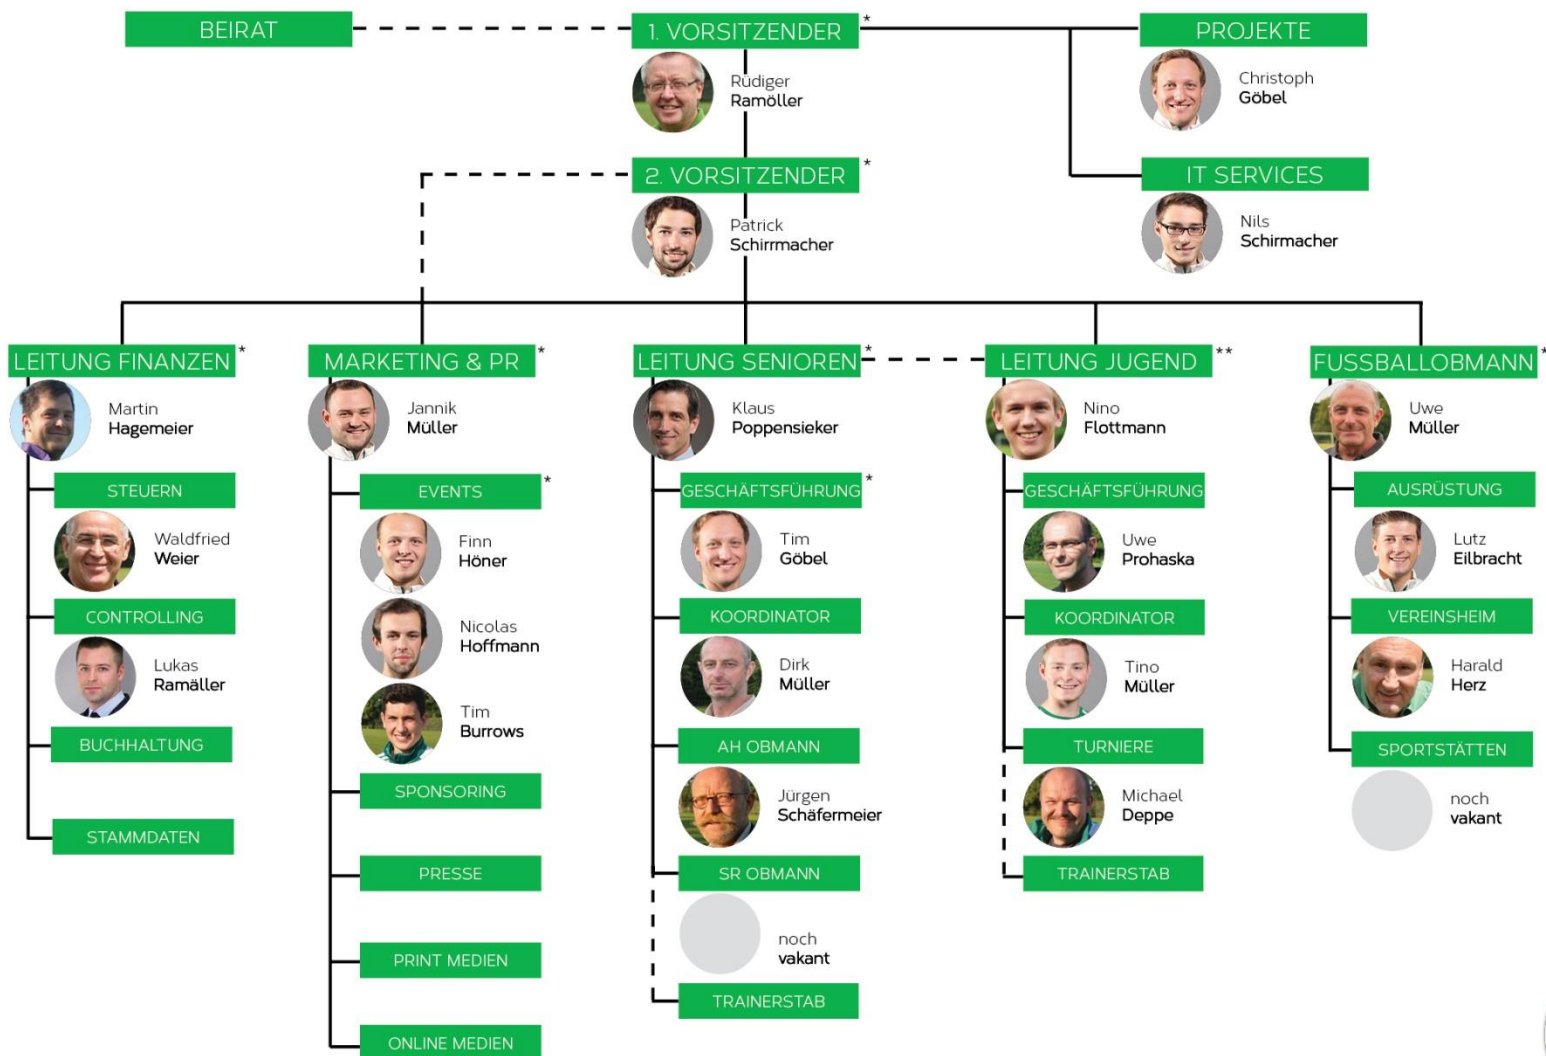 BEIRAT
1. VORSITZENDER *
PROJEKTE
Rüdiger
Ramöller
Christoph
Göbel
2. VORSITZENDER *
IT SERVICES
Patrick
Schirrmacher
Nils
Schirmacher
LEITUNG FINANZEN *
MARKETING & PR *
LEITUNG SENIOREN *
LEITUNG JUGEND **
FUSSBALLOBMANN *
Martin
Hagemeier
Jannik
Müller
Klaus
Poppensieker
Nino
Flottmann
Uwe
Müller
STEUERN
EVENTS *
GESCHÄFTSFÜHRUNG *
GESCHÄFTSFÜHRUNG
AUSRÜSTUNG
Waldfried
Weier
Finn
Höner
Tim
Göbel
Uwe
Prohaska
Lutz
Eilbracht
CONTROLLING
KOORDINATOR
KOORDINATOR
VEREINSHEIM
Lukas
Ramäller
Nicolas
Hoffmann
Dirk
Müller
Tino
Müller
Harald
Herz
BUCHHALTUNG
Tim
Burrows
AH OBMANN
TURNIERE
SPORTSTÄTTEN
SPONSORING
Jürgen
Schäfermeier
Michael
Deppe
noch
vakant
STAMMDATEN
PRESSE
SR OBMANN
TRAINERSTAB
noch
vakant
PRINT MEDIEN
TRAINERSTAB
ONLINE MEDIEN